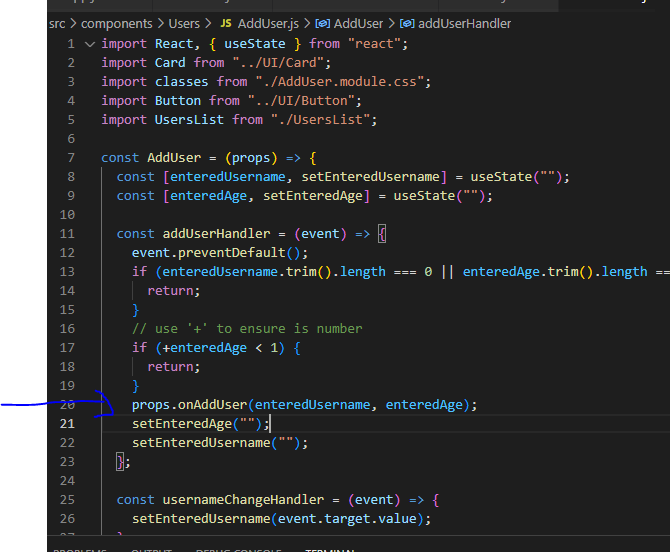 src > components > Users > JS AddUser.js > AddUser > addUserHandler
1 import React, { useState } from "react";
2 import Card from "../UI/Card";
3 import classes from "./AddUser.module.css";
4 import Button from "../UI/Button";
5 import UsersList from "./UsersList";
6
7 const AddUser = (props) => {
8 const [enteredUsername, setEnteredUsername] = useState("");
9 const [enteredAge, setEnteredAge] = useState("");
10
11 const addUserHandler = (event) => {
12 event.preventDefault();
13 if (enteredUsername.trim().length === 0 || enteredAge.trim().length ==
14 return;
15 }
16 // use '+' to ensure is number
17 if (+enteredAge < 1) {
18 return;
19 }
20 props.onAddUser(enteredUsername, enteredAge);
21 setEnteredAge("");
22 setEnteredUsername("");
23 };
24
25 const usernameChangeHandler = (event) => {
26 setEnteredUsername(event.target.value);